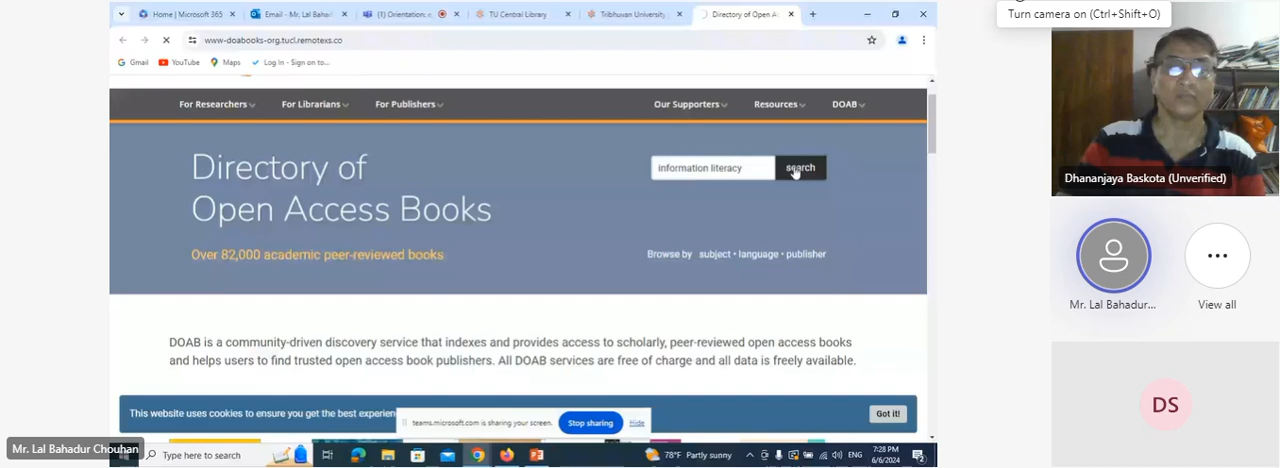 Home | Microsoft 365
Email - Mr. Lal Bahad
(1) Orientation: e
TU Central Library
Tribhuvan University
Directory of Open Ac
www-doabooks-org.tucl.remotexs.co
Gmail
YouTube
Maps
Log In - Sign on to...
For Researchers
For Librarians
For Publishers
Our Supporters
Resources
DOAB
Directory of
Open Access Books
information literacy
search
Over 82,000 academic peer-reviewed books
Browse by subject • language • publisher
DOAB is a community-driven discovery service that indexes and provides access to scholarly, peer-reviewed open access books
and helps users to find trusted open access book publishers. All DOAB services are free of charge and all data is freely available.
This website uses cookies to ensure you get the best experien
Got it!
teams.microsoft.com is sharing your screen.
Stop sharing
Hide
Type here to search
78°F Partly sunny
ENG
7:28 PM
6/6/2024
2
Mr. Lal Bahadur Chouhan
Turn camera on (Ctrl+Shift+O)
Dhananjaya Baskota (Unverified)
Mr. Lal Bahadur...
View all
DS